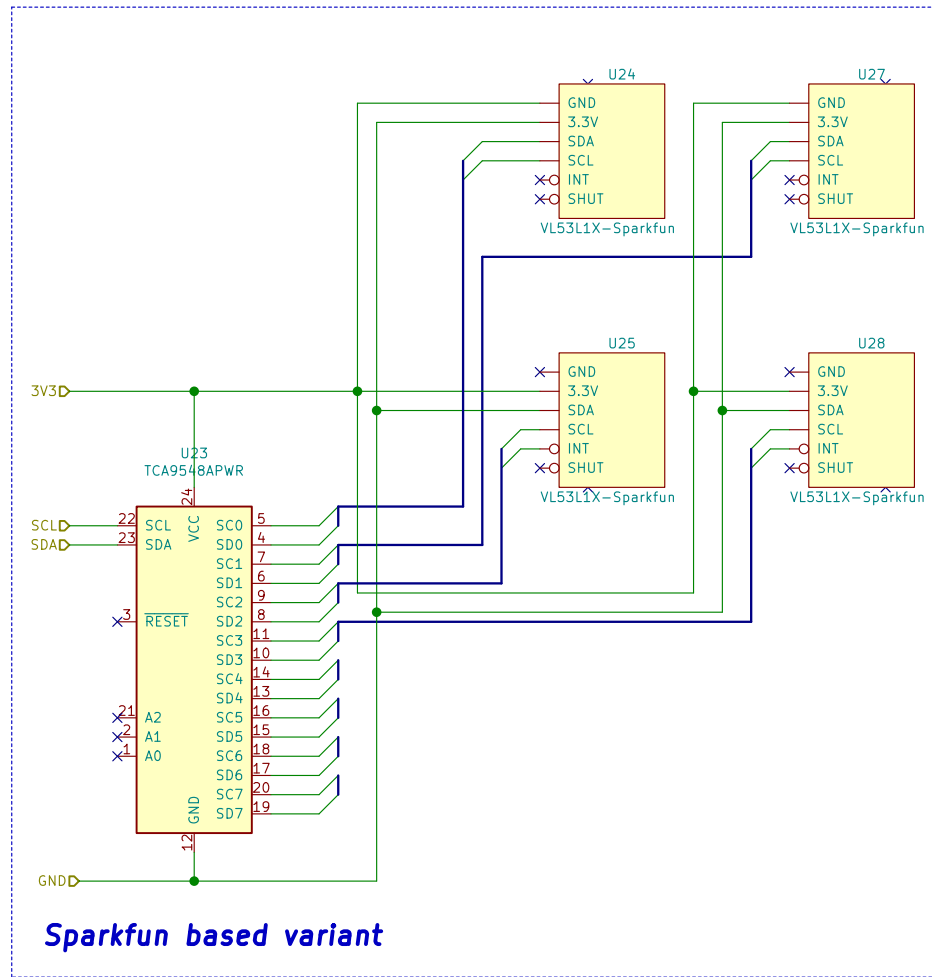 U24
GND
3.3V
SDA
SCL
INT
SHUT
VL53L1X-Sparkfun
U27
GND
3.3V
SDA
SCL
INT
SHUT
VL53L1X-Sparkfun
U25
GND
3.3V
SDA
SCL
INT
SHUT
VL53L1X-Sparkfun
U28
GND
3.3V
SDA
SCL
INT
SHUT
VL53L1X-Sparkfun
3V3
SCL
SDA
GND
U23
TCA9548APWR
24
VCC
22 SCL
23 SDA
3 RESET
21 A2
2 A1
1 A0
SC0 5
SD0 4
SC1 7
SD1 6
SC2 9
SD2 8
SC3 11
SD3 10
SC4 14
SD4 13
SC5 16
SD5 15
SC6 18
SD6 17
SC7 20
SD7 19
GND
12
Sparkfun based variant